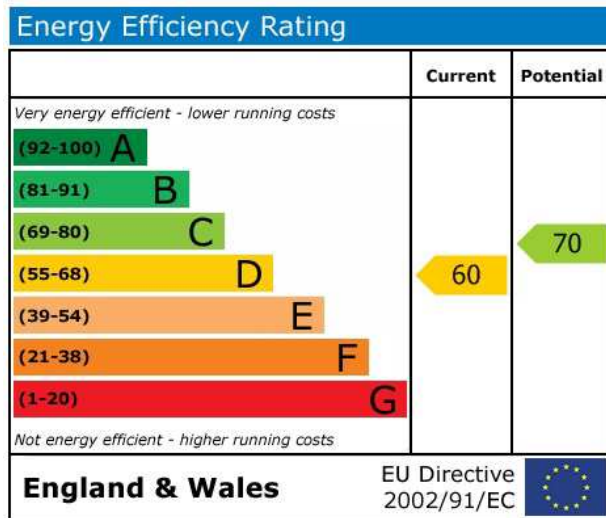 Energy Efficiency Rating
Current Potential
Very energy efficient - lower running costs
(92-100) A
(81-91) B
(69-80) C
70
(55-68) D
60
(39-54) E
(21-38) F
(1-20) G
Not energy efficient - higher running costs
England & Wales
EU Directive
2002/91/EC